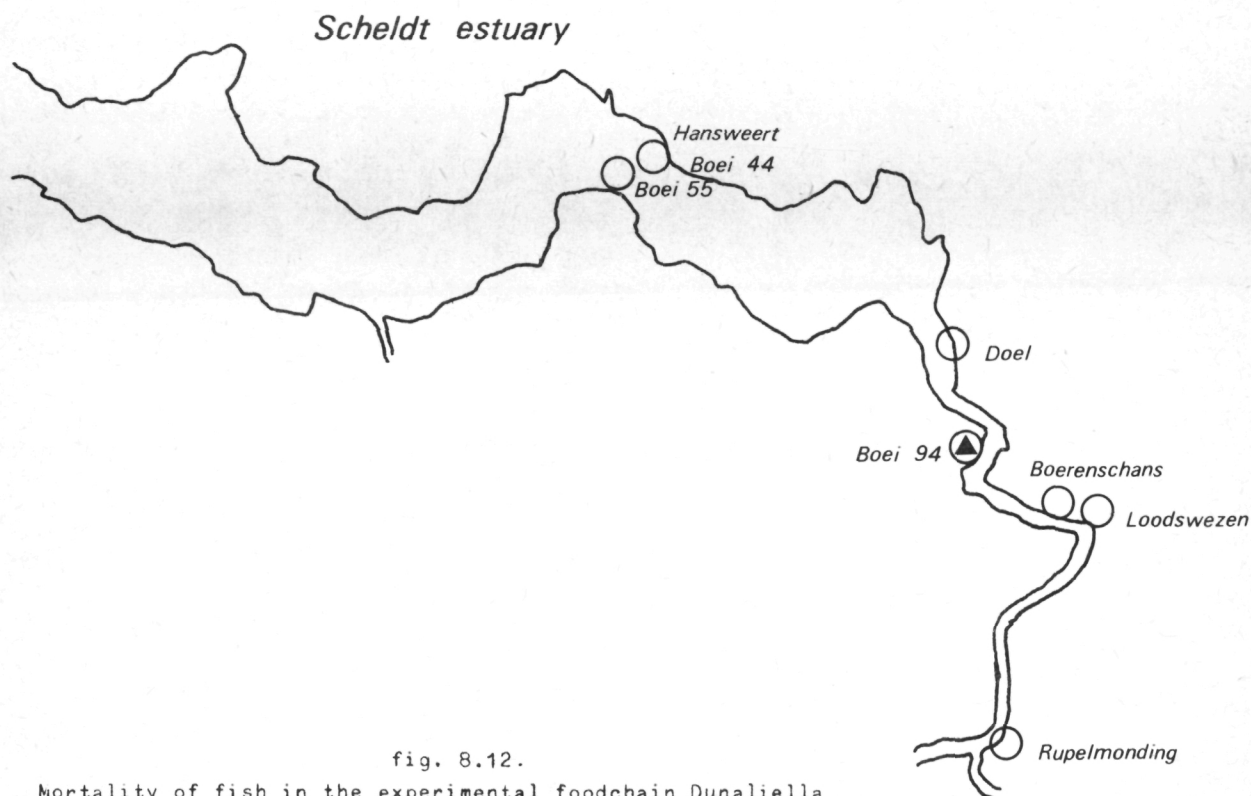 Scheldt estuary
Hansweert
Boei 44
Boei 55
Doel
Boei 94
Boerenschans
Loodswezen
Rupelmonding
fig. 8.12.
Mortality of fish in the experimental foodchain Dunaliella